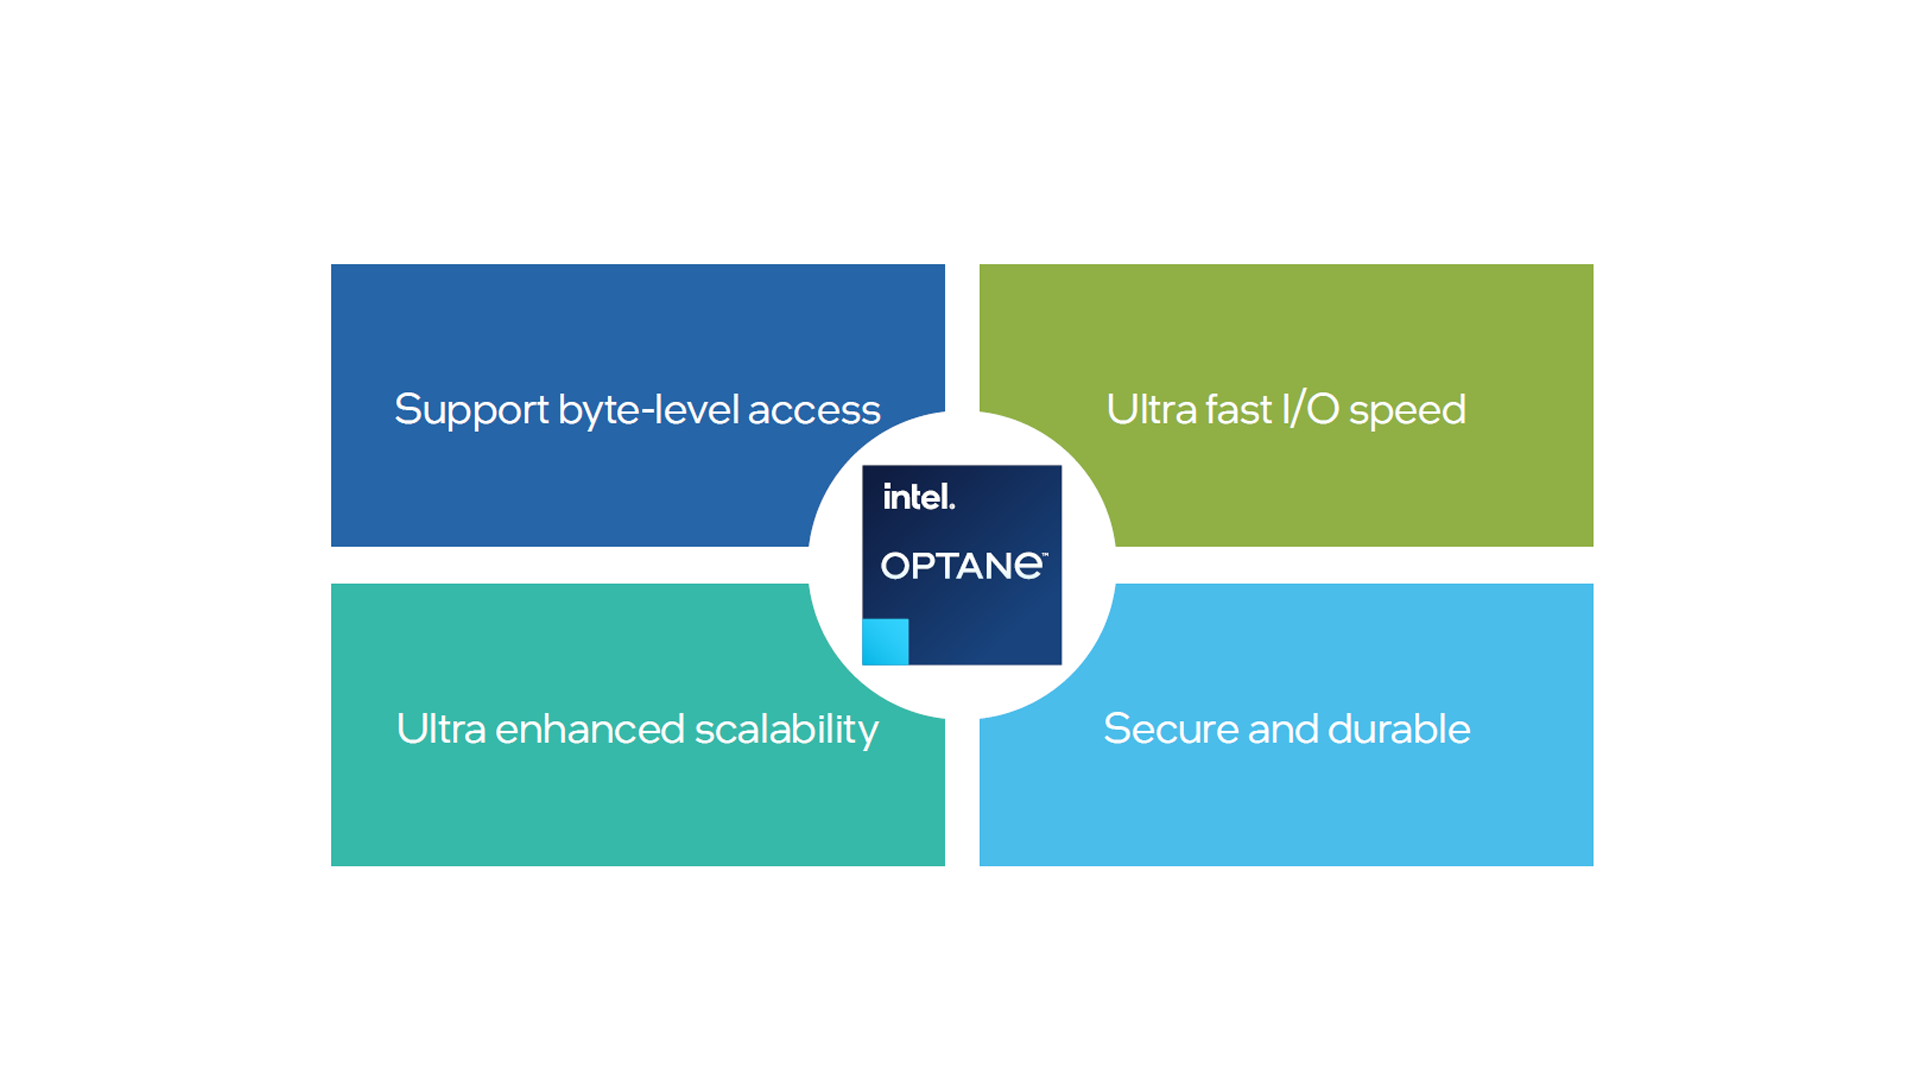 Support byte-level access
Ultra fast I/O speed
intel.
OPTANe™
Ultra enhanced scalability
Secure and durable